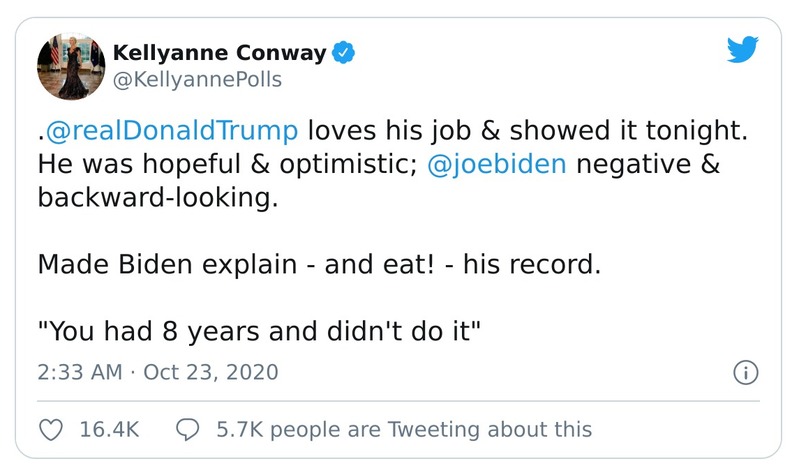 Kellyanne Conway
@KellyannePolls
.@realDonaldTrump loves his job & showed it tonight.
He was hopeful & optimistic; @joebiden negative &
backward-looking.
Made Biden explain - and eat! - his record.
"You had 8 years and didn't do it"
2:33 AM · Oct 23, 2020
16.4K 5.7K people are Tweeting about this